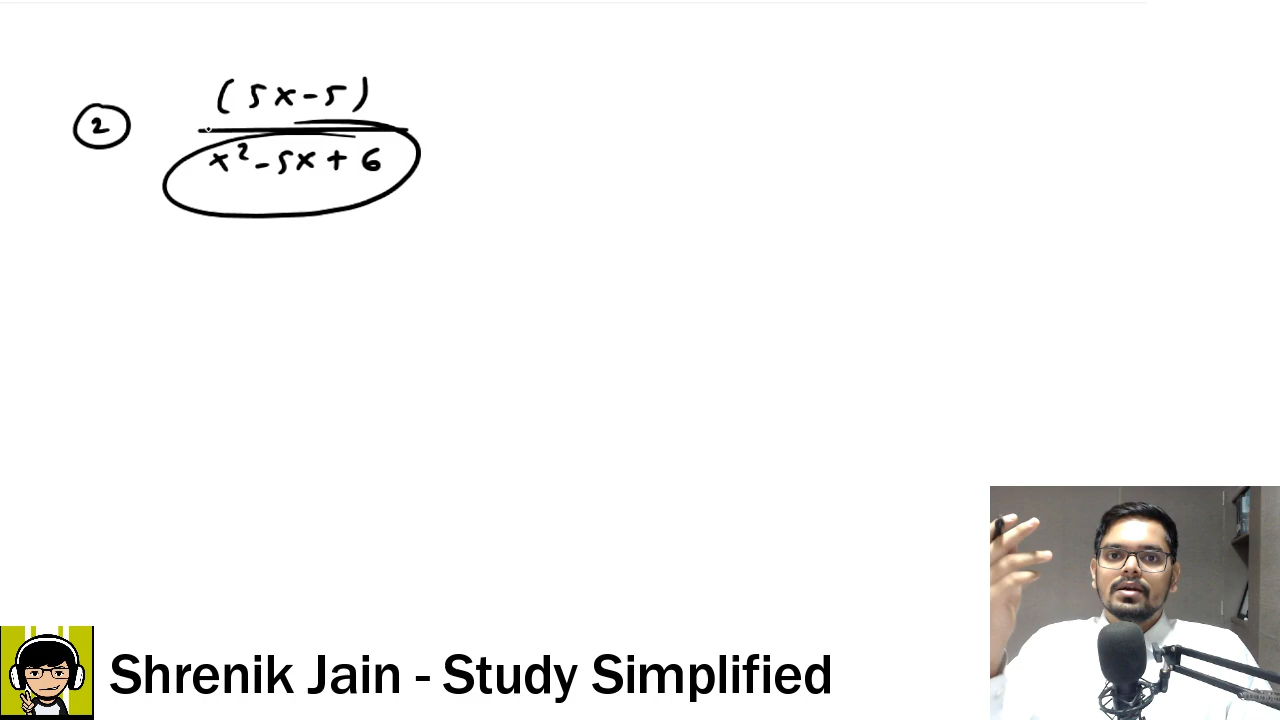 ② (5x-5)
x² - 5x + 6
Shrenik Jain - Study Simplified